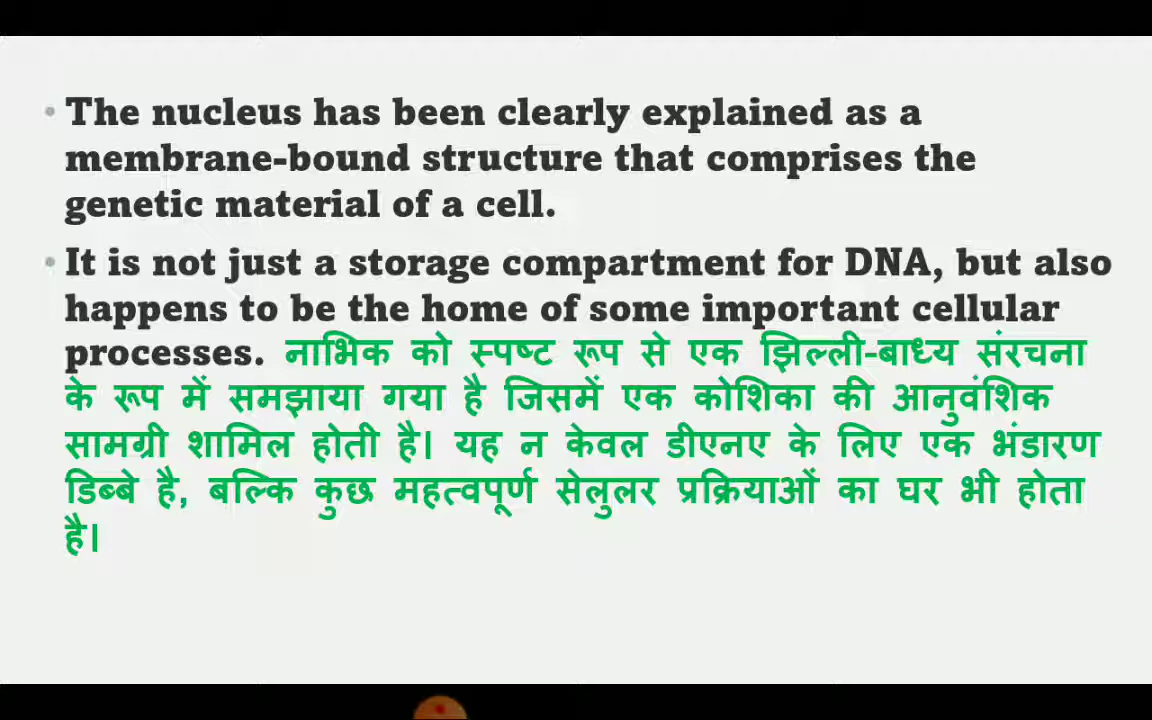 • The nucleus has been clearly explained as a
membrane-bound structure that comprises the
genetic material of a cell.
• It is not just a storage compartment for DNA, but also
happens to be the home of some important cellular
processes. नाभिक को स्पष्ट रूप से एक झिल्ली-बाध्य संरचना
के रूप में समझाया गया है जिसमें एक कोशिका की आनुवंशिक
सामग्री शामिल होती है। यह न केवल डीएनए के लिए एक भंडारण
डिब्बे है, बल्कि कुछ महत्वपूर्ण सेलुलर प्रक्रियाओं का घर भी होता
है।